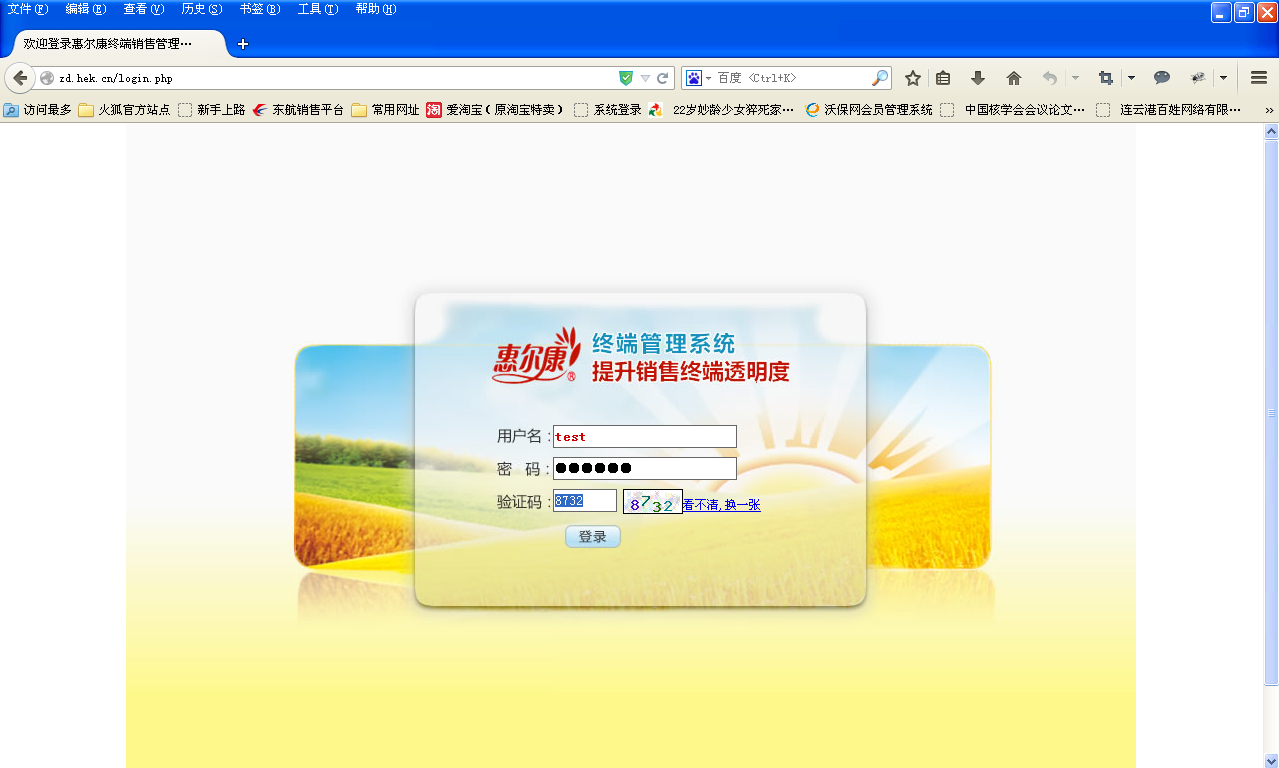 文件(F) 编辑(E) 查看(V) 历史(S) 书签(B) 工具(T) 帮助(H)
欢迎登录惠尔康终端销售管理… +
zd.hek.cn/login.php 百度 <Ctrl+K>
访问最多 火狐官方站点 新手上路 东航销售平台 常用网址 淘 爱淘宝（原淘宝特卖） 系统登录 22岁妙龄少女猝死家… 沃保网会员管理系统 中国核学会会议论文… 连云港百姓网络有限… »
惠尔康® 终端管理系统
提升销售终端透明度
用户名： test
密 码： ●●●●●●
验证码： 8732 8732 看不清,换一张
登录